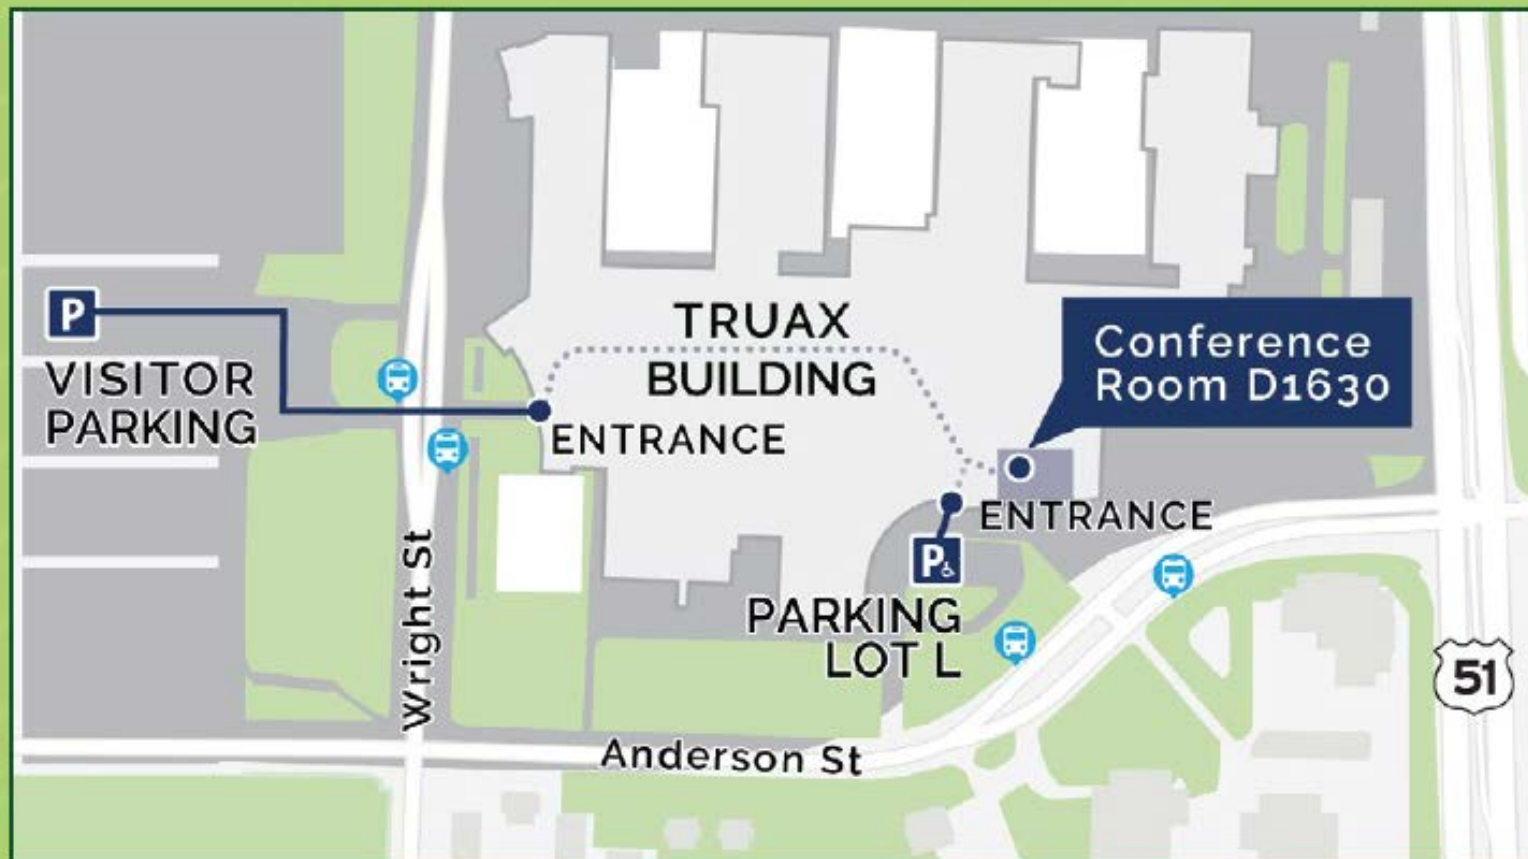 TRUAX
BUILDING
Conference
Room D1630
P
VISITOR
PARKING
ENTRANCE
ENTRANCE
P
PARKING
LOT L
Wright St
Anderson St
51